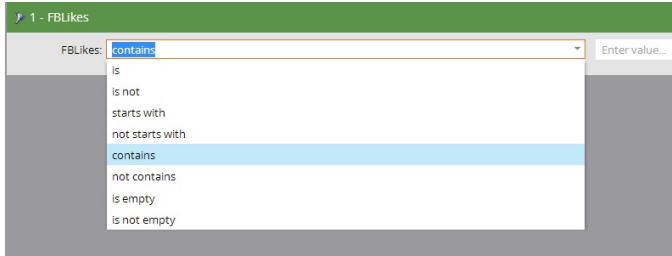 1 - FBLikes
FBLikes: contains Enter value...
is
is not
starts with
not starts with
contains
not contains
is empty
is not empty